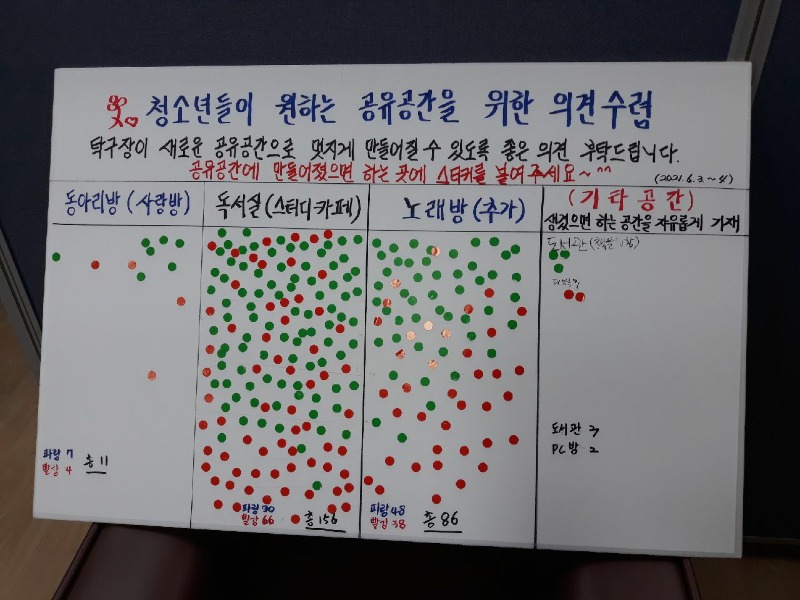 청소년들이 원하는 공유공간을 위한 의견수렴
탁구장이 새로운 공유공간으로 멋지게 만들어질 수 있도록 좋은 의견 부탁드립니다.
공유공간에 만들어졌으면 하는 곳에 스티커를 붙여주세요~^^
(2021.6.3~4)
동아리방(사랑방)
파랑 7
빨강 4
총 11
독서실(스터디카페)
파랑 90
빨강 66
총 156
노래방(추가)
파랑 48
빨강 38
총 86
(기타공간)
생겼으면 하는 공간을 자유롭게 기재
도서관
도서관 2
PC방 2